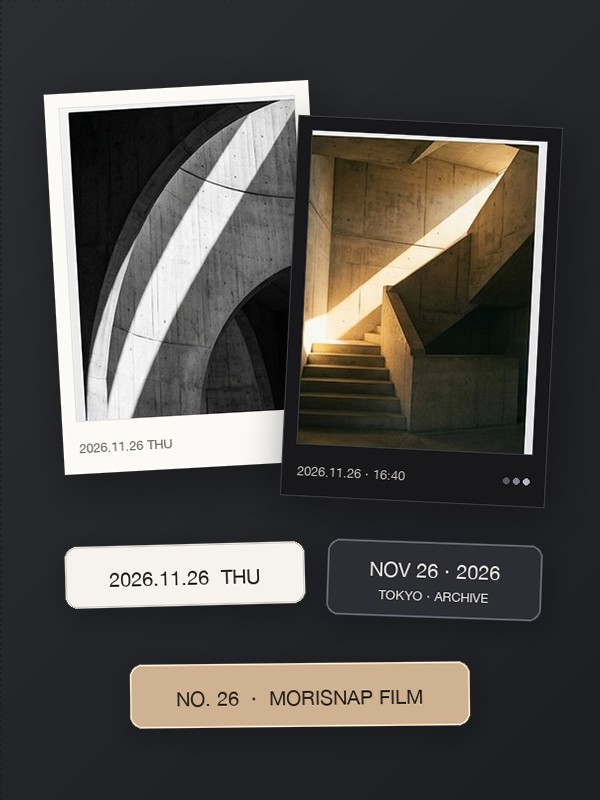 2026.11.26 THU
2026.11.26 · 16:40
2026.11.26 THU
NOV 26 · 2026
TOKYO · ARCHIVE
NO. 26 · MORISNAP FILM